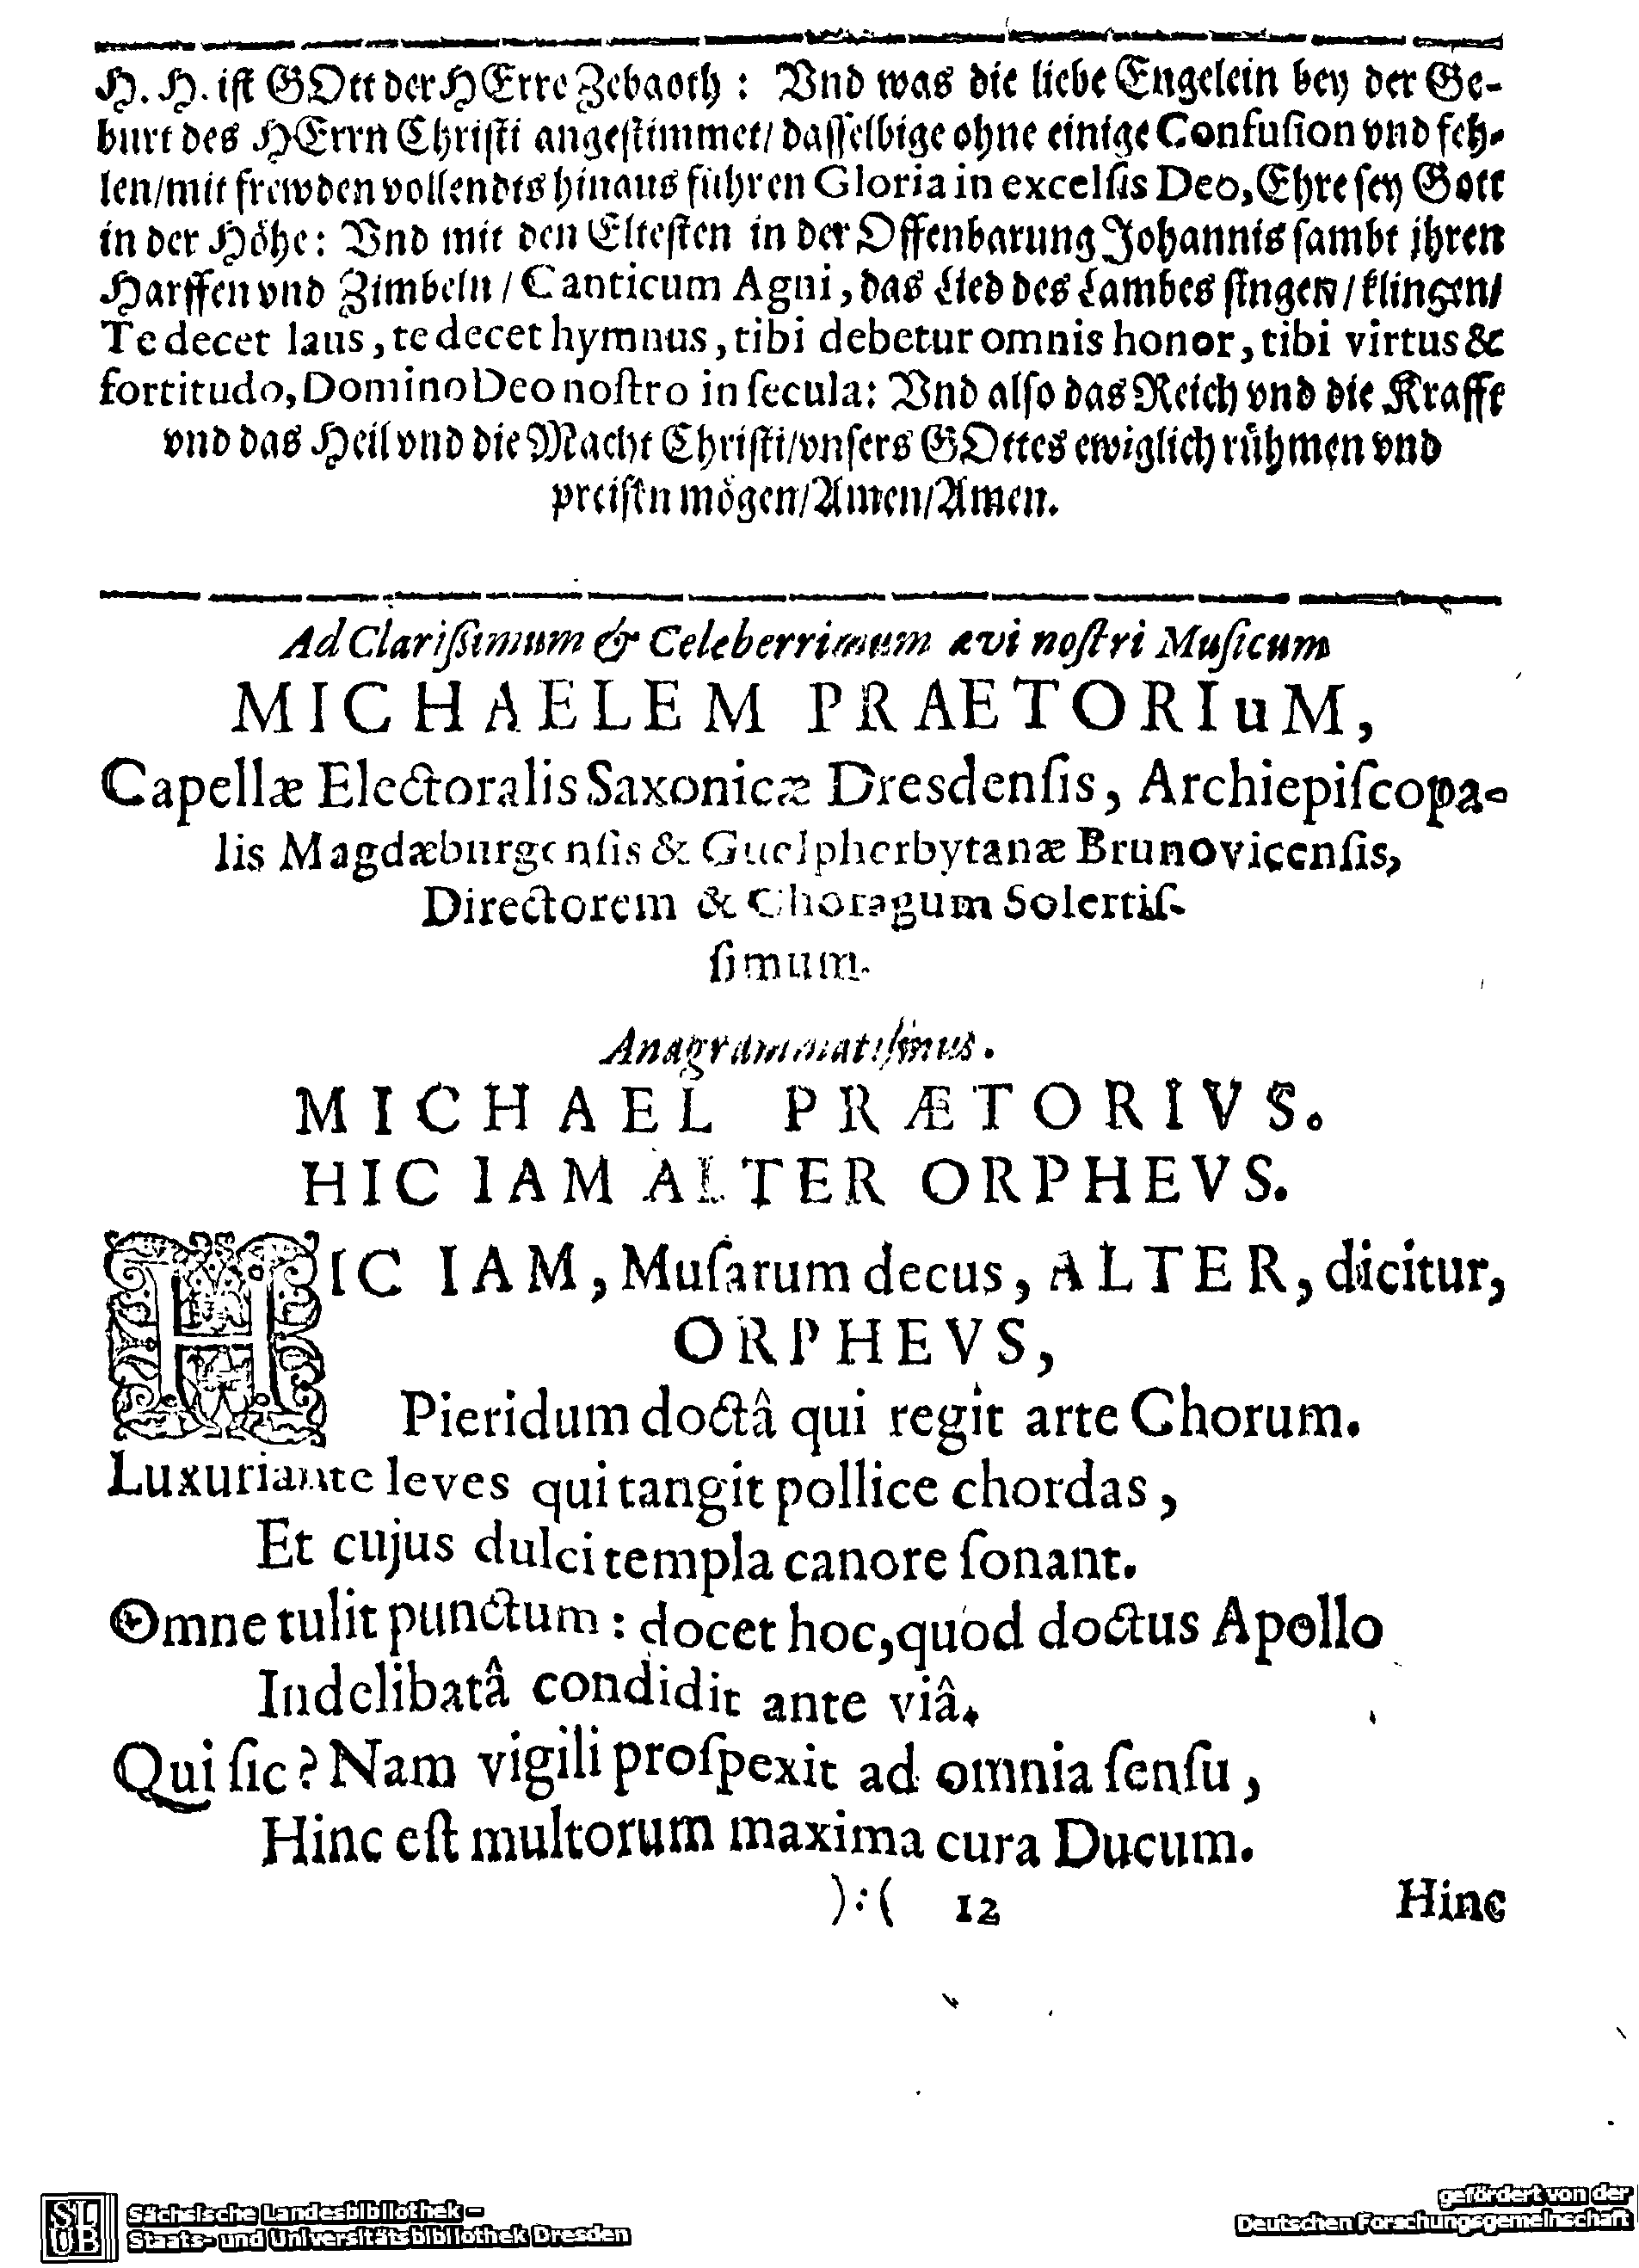 H. H. iſt GOtt der HErre Zebaoth: Vnd was die liebe Engelein bey der Ge-
burt des HErrn Chriſti angeſtimmet/ daſſelbige ohne einige Confuſion vnd feh-
len/mit frewden vollendts hinaus führen Gloria in excelſis Deo, Ehre ſey Gott
in der Höhe: Vnd mit den Elteſten in der Offenbarung Johannis ſambt jhren
Harffen vnd Zimbeln/ Canticum Agni, das Lied des Lambes ſingen/ klingen/
Te decet laus, te decet hymnus, tibi debetur omnis honor, tibi virtus &
fortitudo, Domino Deo noſtro in ſecula: Vnd alſo das Reich vnd die Krafft
vnd das Heil vnd die Macht Chriſti/vnſers GOttes ewiglich rühmen vnd
preiſen mögen/Amen/Amen.
Ad Clarißimum & Celeberrimum ævi noſtri Muſicum
MICHAELEM PRAETORIuM,
Capellæ Electoralis Saxonicæ Dresdenſis, Archiepiſcopa-
lis Magdæburgenſis & Guelpherbytanæ Brunovicenſis,
Directorem & Choragum Solertiſ-
ſimum.
Anagrammatiſmus.
MICHAEL PRÆTORIVS.
HIC IAM ALTER ORPHEVS.
HIC IAM, Muſarum decus, ALTER, dicitur,
ORPHEVS,
Pieridum doctâ qui regit arte Chorum.
Luxuriante leves qui tangit pollice chordas,
Et cujus dulci templa canore ſonant.
Omne tulit punctum: docet hoc, quod doctus Apollo
Indelibatâ condidit ante viâ.
Qui ſic? Nam vigili proſpexit ad omnia ſenſu,
Hinc eſt multorum maxima cura Ducum.
):( 12 Hinc
SLUB Sächsische Landesbibliothek –
Staats- und Universitätsbibliothek Dresden
gefördert von der
Deutschen Forschungsgemeinschaft